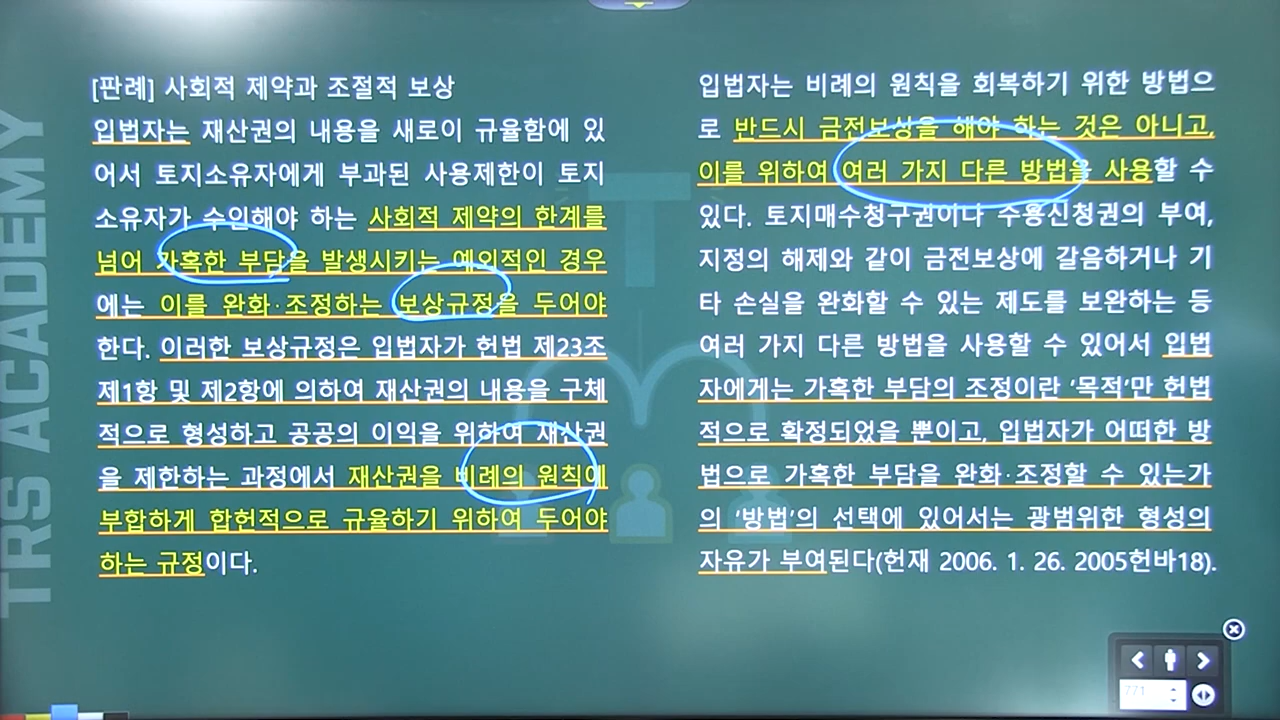 [판례] 사회적 제약과 조절적 보상
입법자는 재산권의 내용을 새로이 규율함에 있
어서 토지소유자에게 부과된 사용제한이 토지
소유자가 수인해야 하는 사회적 제약의 한계를
넘어 가혹한 부담을 발생시키는 예외적인 경우
에는 이를 완화·조정하는 보상규정을 두어야
한다. 이러한 보상규정은 입법자가 헌법 제23조
제1항 및 제2항에 의하여 재산권의 내용을 구체
적으로 형성하고 공공의 이익을 위하여 재산권
을 제한하는 과정에서 재산권을 비례의 원칙에
부합하게 합헌적으로 규율하기 위하여 두어야
하는 규정이다.
입법자는 비례의 원칙을 회복하기 위한 방법으
로 반드시 금전보상을 해야 하는 것은 아니고,
이를 위하여 여러 가지 다른 방법을 사용할 수
있다. 토지매수청구권이나 수용신청권의 부여,
지정의 해제와 같이 금전보상에 갈음하거나 기
타 손실을 완화할 수 있는 제도를 보완하는 등
여러 가지 다른 방법을 사용할 수 있어서 입법
자에게는 가혹한 부담의 조정이란 '목적'만 헌법
적으로 확정되었을 뿐이고, 입법자가 어떠한 방
법으로 가혹한 부담을 완화·조정할 수 있는가
의 '방법'의 선택에 있어서는 광범위한 형성의
자유가 부여된다(헌재 2006. 1. 26. 2005헌바18).
TRS ACADEMY
771